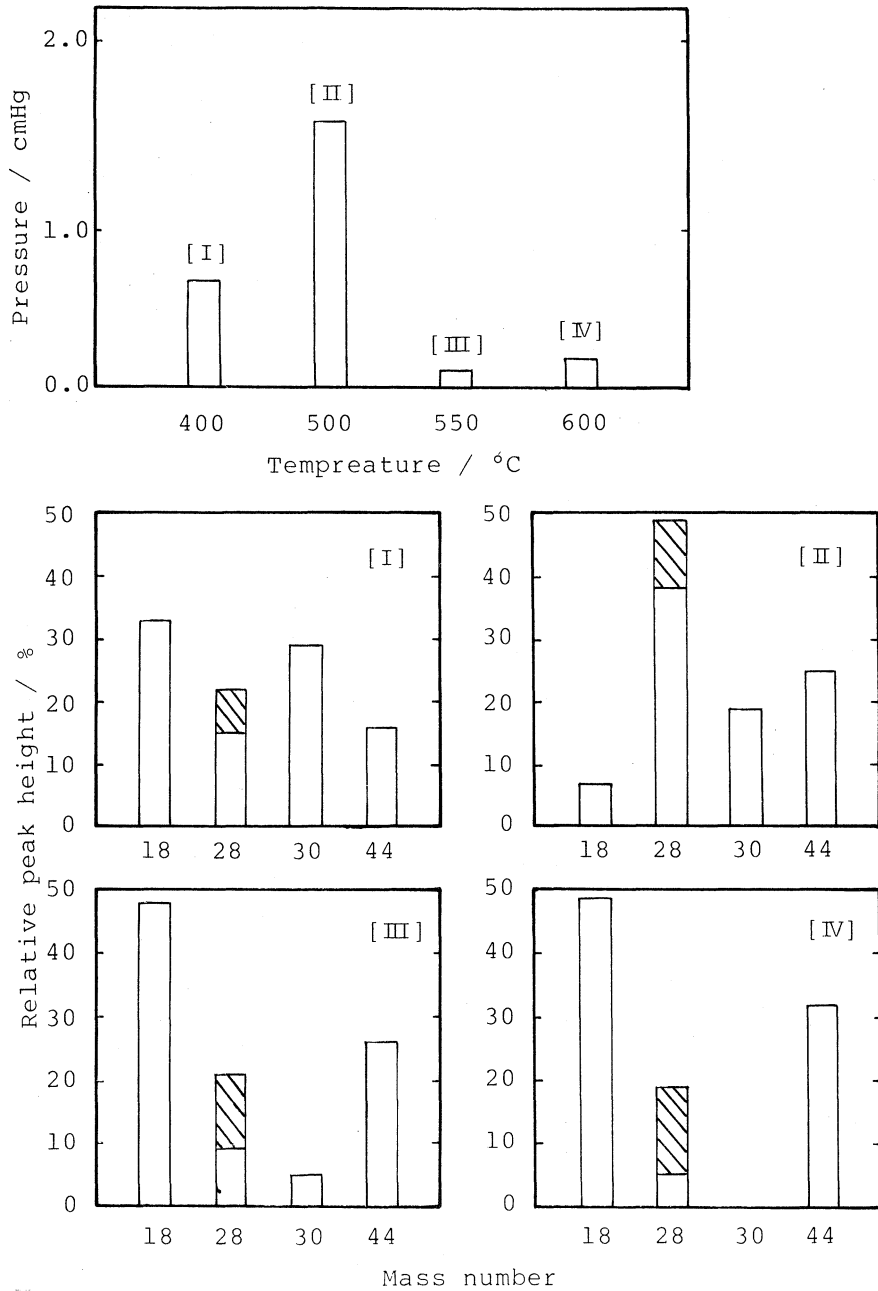 Pressure / cmHg
2.0
1.0
0.0
[I]
[II]
[III]
[IV]
400 500 550 600
Tempreature / °C
Relative peak height / %
50
40
30
20
10
0
[I]
18 28 30 44
50
40
30
20
10
0
[II]
18 28 30 44
50
40
30
20
10
0
[III]
18 28 30 44
50
40
30
20
10
0
[IV]
18 28 30 44
Mass number